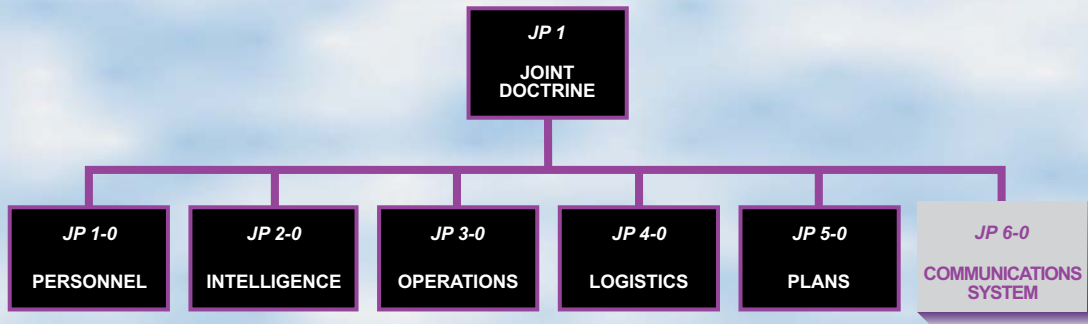 JP 1
JOINT
DOCTRINE
JP 1-0
PERSONNEL
JP 2-0
INTELLIGENCE
JP 3-0
OPERATIONS
JP 4-0
LOGISTICS
JP 5-0
PLANS
JP 6-0
COMMUNICATIONS
SYSTEM